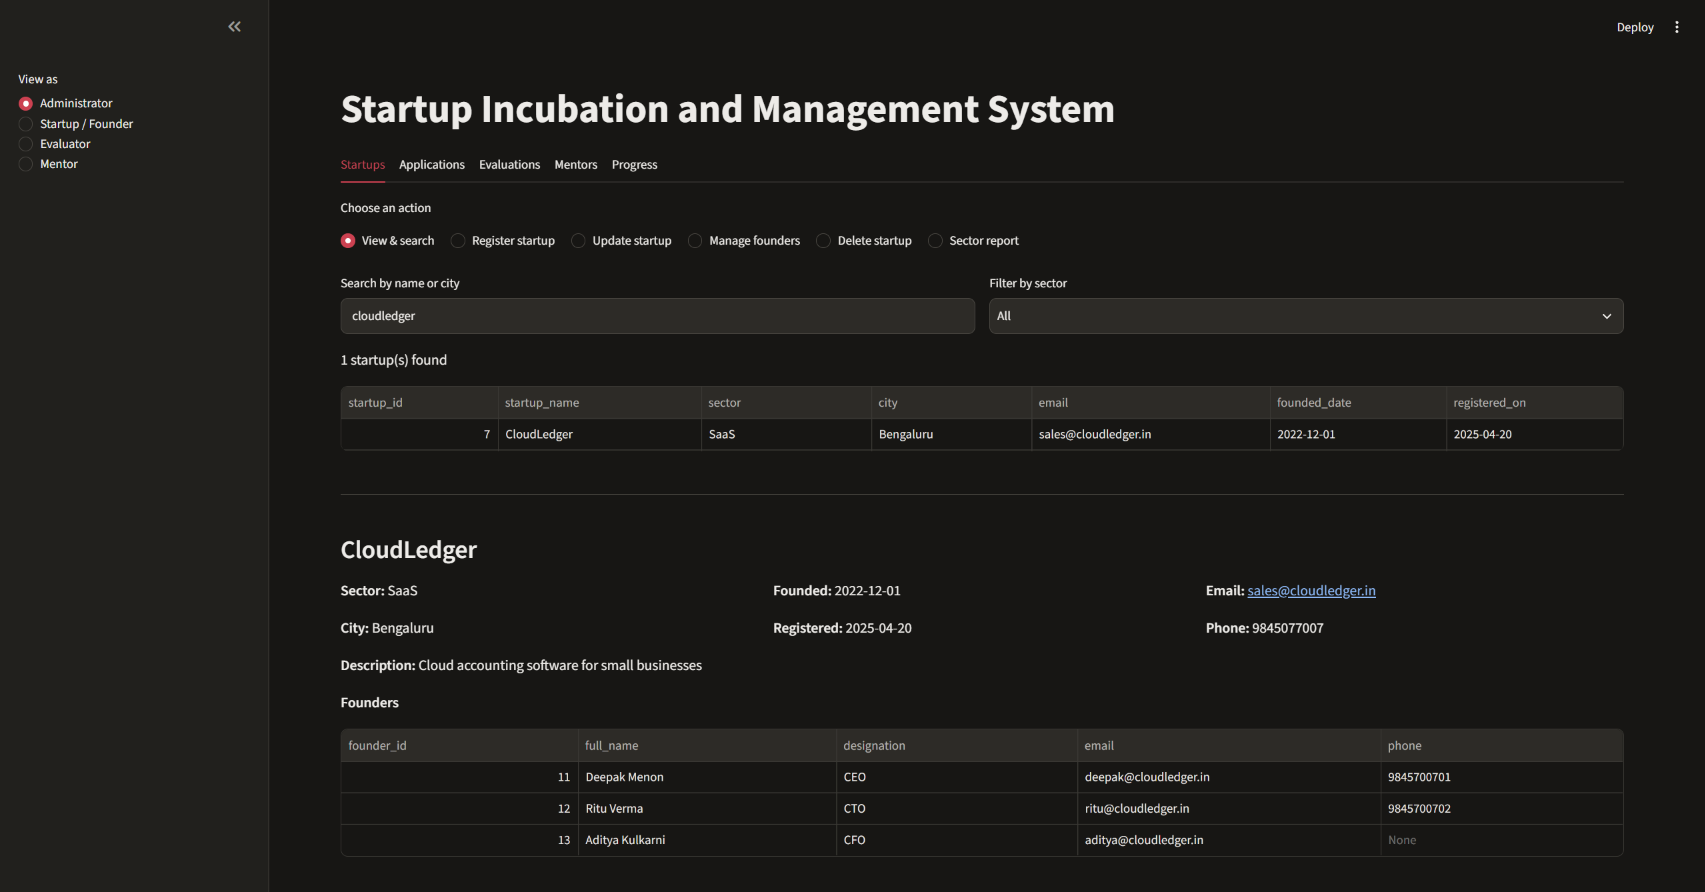 Deploy
View as
Administrator
Startup / Founder
Evaluator
Mentor
Startup Incubation and Management System
Startups Applications Evaluations Mentors Progress
Choose an action
View & search Register startup Update startup Manage founders Delete startup Sector report
Search by name or city Filter by sector
cloudledger All
1 startup(s) found
startup_id startup_name sector city email founded_date registered_on
7 CloudLedger SaaS Bengaluru sales@cloudledger.in 2022-12-01 2025-04-20
CloudLedger
Sector: SaaS Founded: 2022-12-01 Email: sales@cloudledger.in
City: Bengaluru Registered: 2025-04-20 Phone: 9845077007
Description: Cloud accounting software for small businesses
Founders
founder_id full_name designation email phone
11 Deepak Menon CEO deepak@cloudledger.in 9845700701
12 Ritu Verma CTO ritu@cloudledger.in 9845700702
13 Aditya Kulkarni CFO aditya@cloudledger.in None